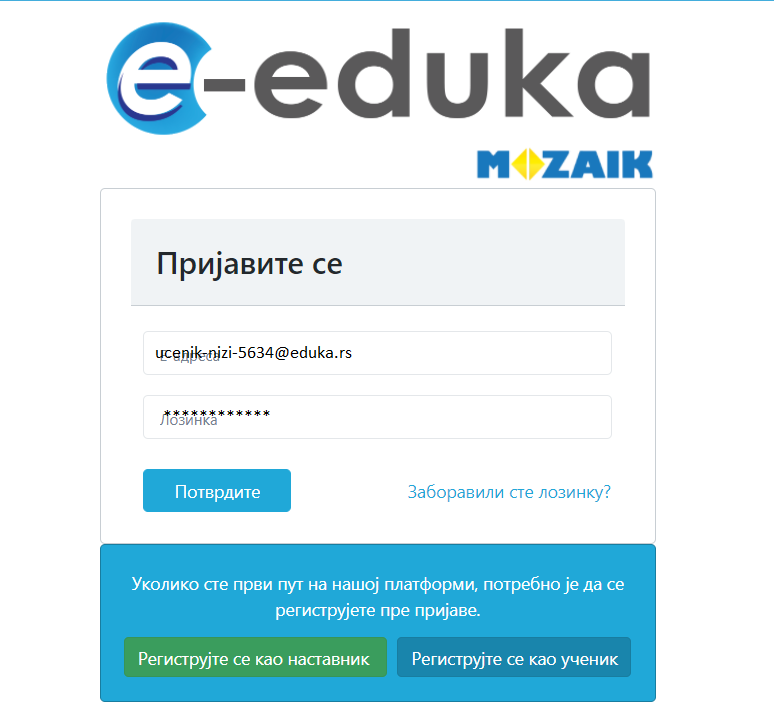 e-eduka
MOZAIK
Пријавите се
ucenik-nizi-5634@eduka.rs
Е-адреса
************
Лозинка
Потврдите
Заборавили сте лозинку?
Уколико сте први пут на нашој платформи, потребно је да се
региструјете пре пријаве.
Региструјте се као наставник
Региструјте се као ученик